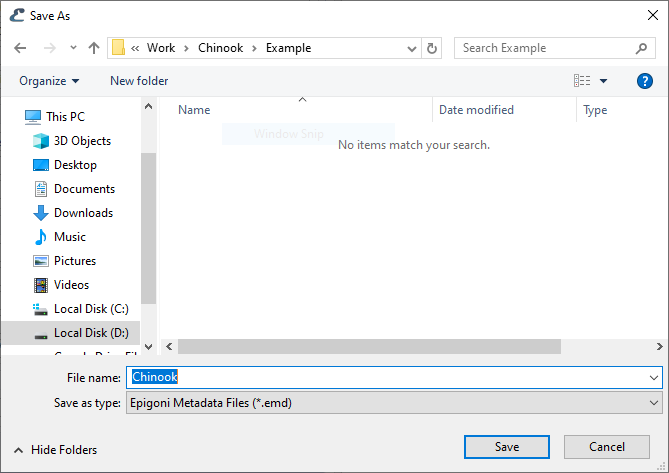 Save As
« Work > Chinook > Example
Search Example
Organize
New folder
Name
Date modified
Type
Window Snip
No items match your search.
This PC
3D Objects
Desktop
Documents
Downloads
Music
Pictures
Videos
Local Disk (C:)
Local Disk (D:)
File name: Chinook
Save as type: Epigoni Metadata Files (*.emd)
Hide Folders
Save
Cancel